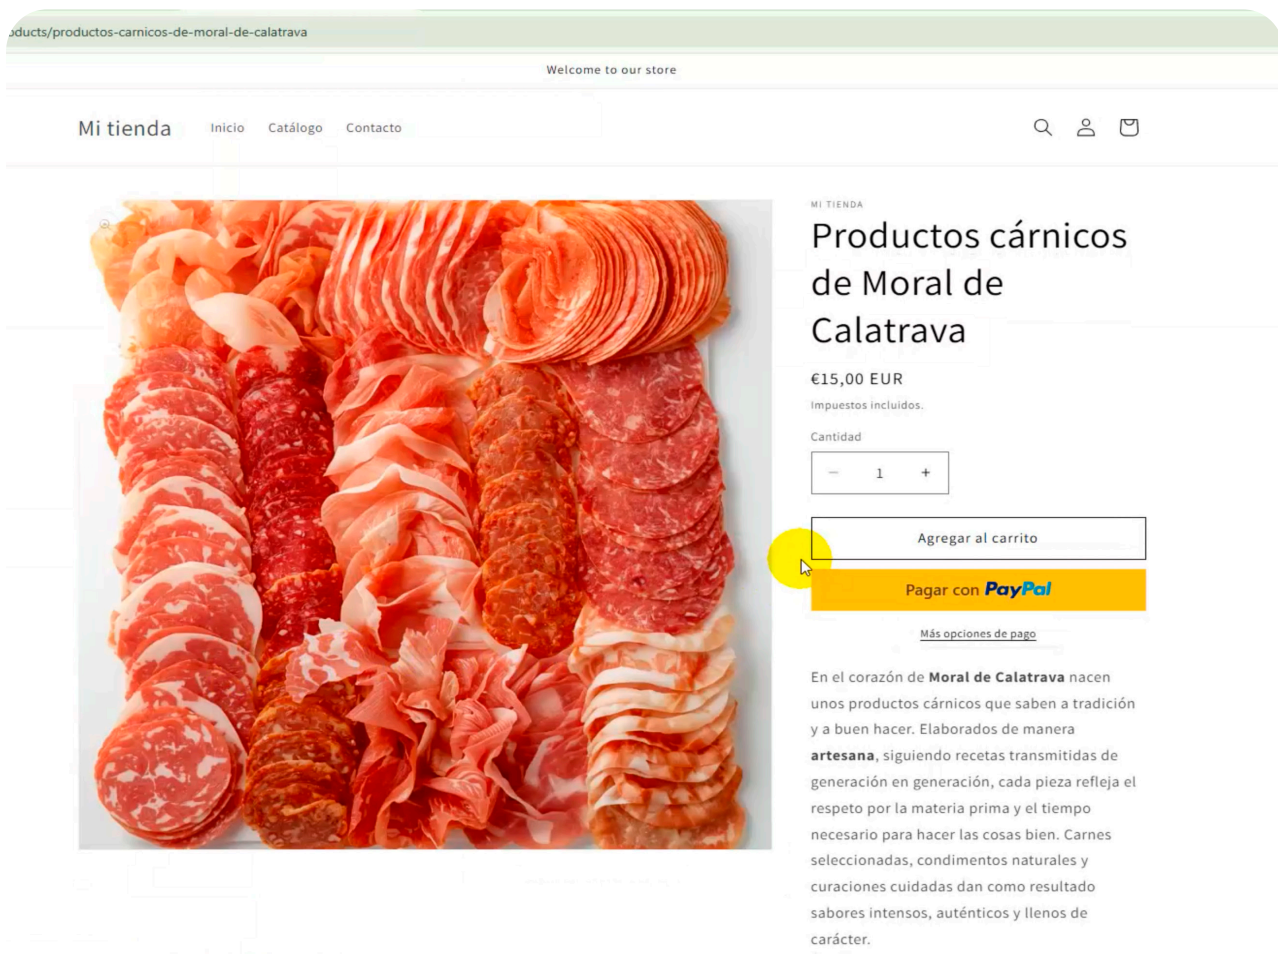 oducts/productos-carnicos-de-moral-de-calatrava
Welcome to our store
Mi tienda
Inicio
Catálogo
Contacto
MI TIENDA
Productos cárnicos
de Moral de
Calatrava
€15,00 EUR
Impuestos incluidos.
Cantidad
− 1 +
Agregar al carrito
Pagar con PayPal
Más opciones de pago
En el corazón de Moral de Calatrava nacen
unos productos cárnicos que saben a tradición
y a buen hacer. Elaborados de manera
artesana, siguiendo recetas transmitidas de
generación en generación, cada pieza refleja el
respeto por la materia prima y el tiempo
necesario para hacer las cosas bien. Carnes
seleccionadas, condimentos naturales y
curaciones cuidadas dan como resultado
sabores intensos, auténticos y llenos de
carácter.